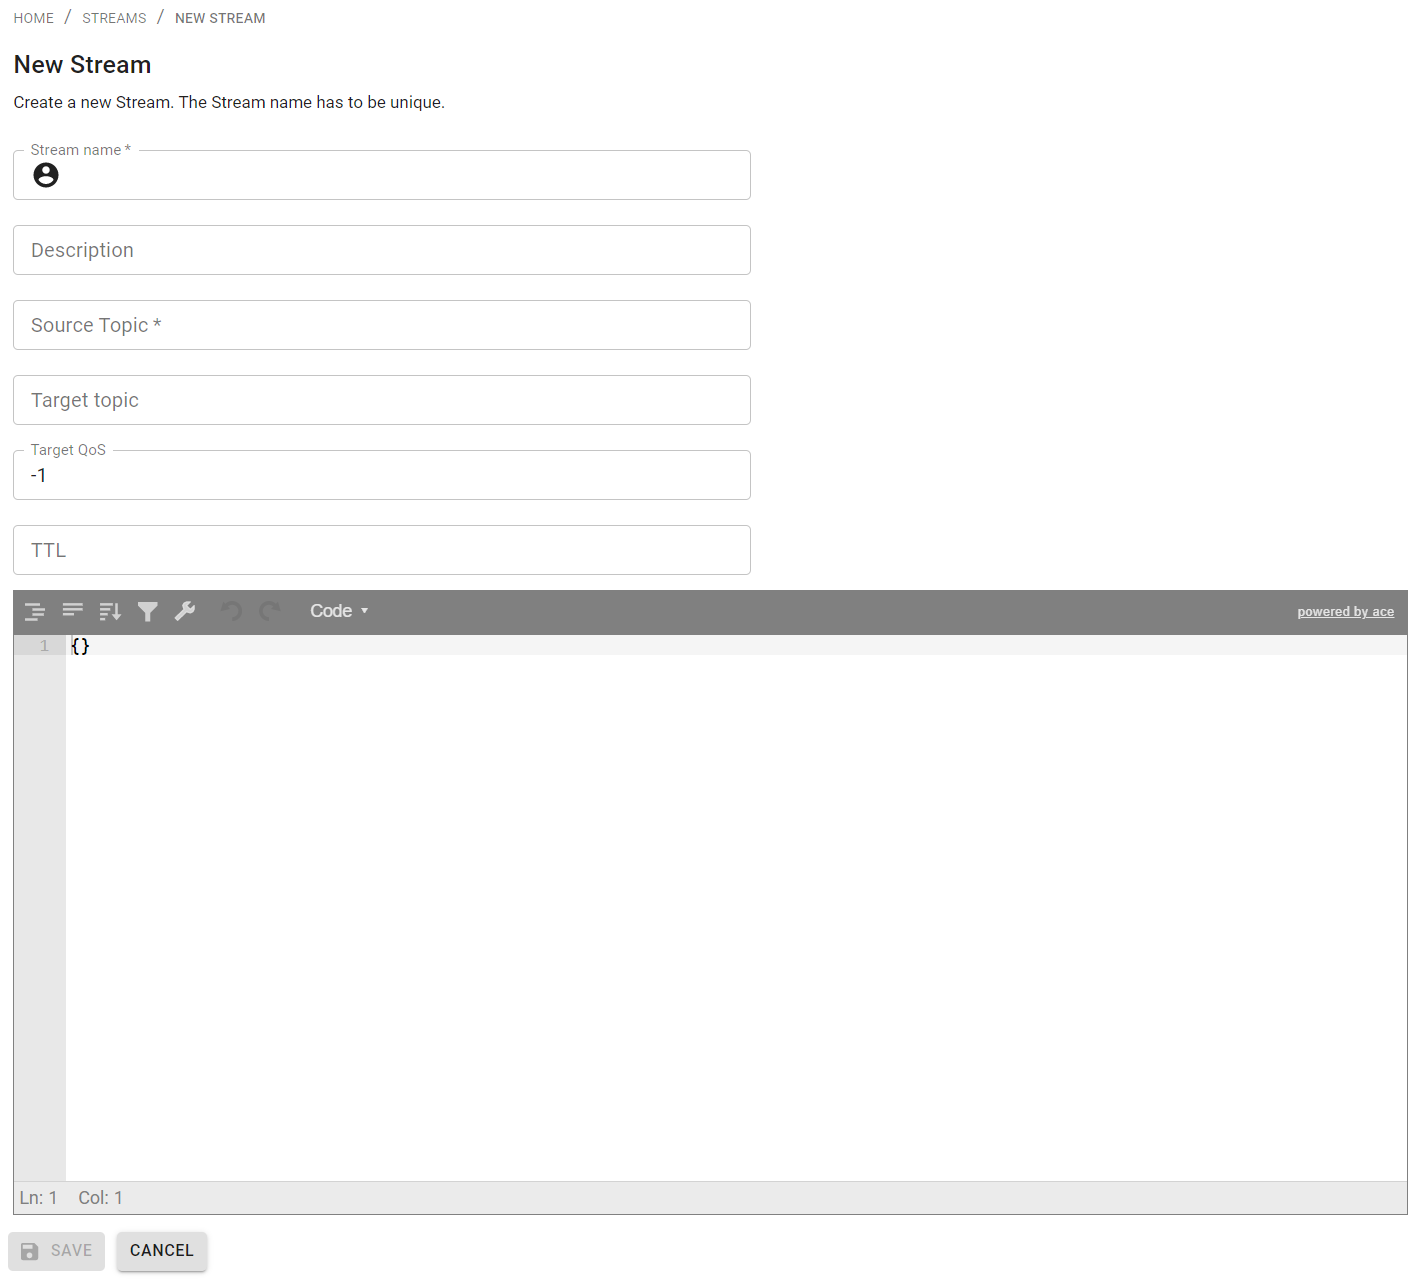 HOME / STREAMS / NEW STREAM
New Stream
Create a new Stream. The Stream name has to be unique.
Stream name *
Description
Source Topic *
Target topic
Target QoS
-1
TTL
Code ▾ powered by ace
1 {}
Ln: 1 Col: 1
SAVE CANCEL